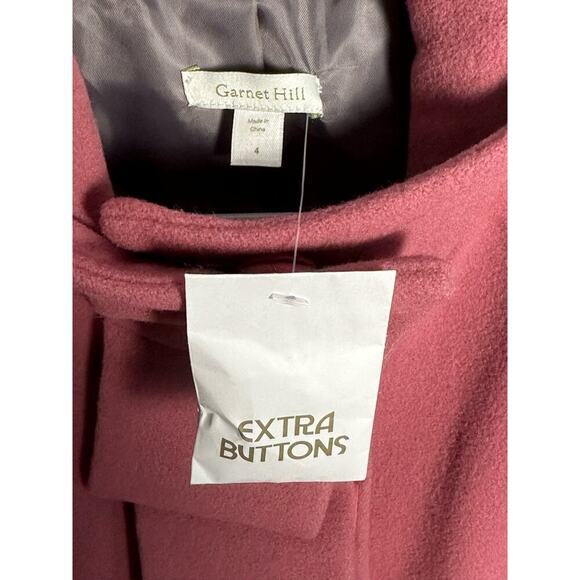 Garnet Hill
Made in
China
4
EXTRA
BUTTONS